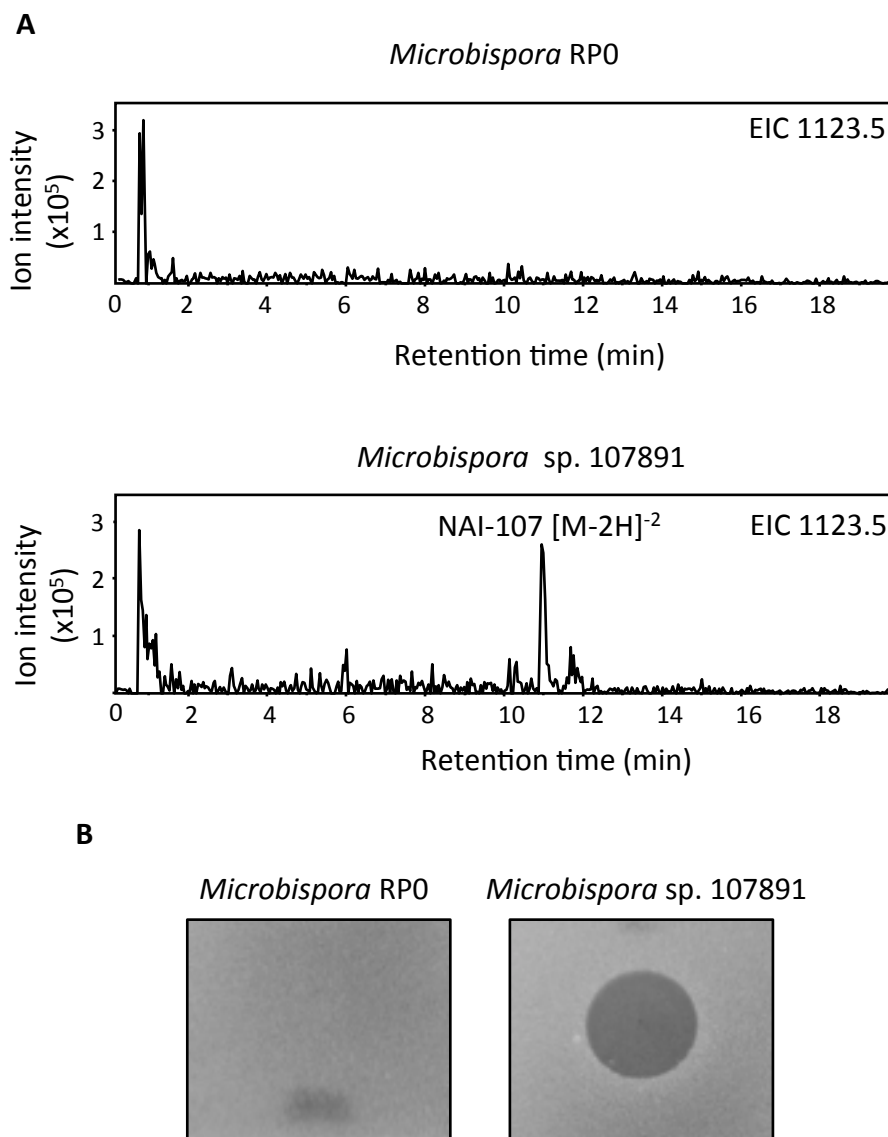 A
Microbispora RP0
EIC 1123.5
Ion intensity
(x10⁵)
3
2
1
0 2 4 6 8 10 12 14 16 18
Retention time (min)
Microbispora sp. 107891
NAI-107 [M-2H]⁻² EIC 1123.5
Ion intensity
(x10⁵)
3
2
1
0 2 4 6 8 10 12 14 16 18
Retention time (min)
B
Microbispora RP0 Microbispora sp. 107891